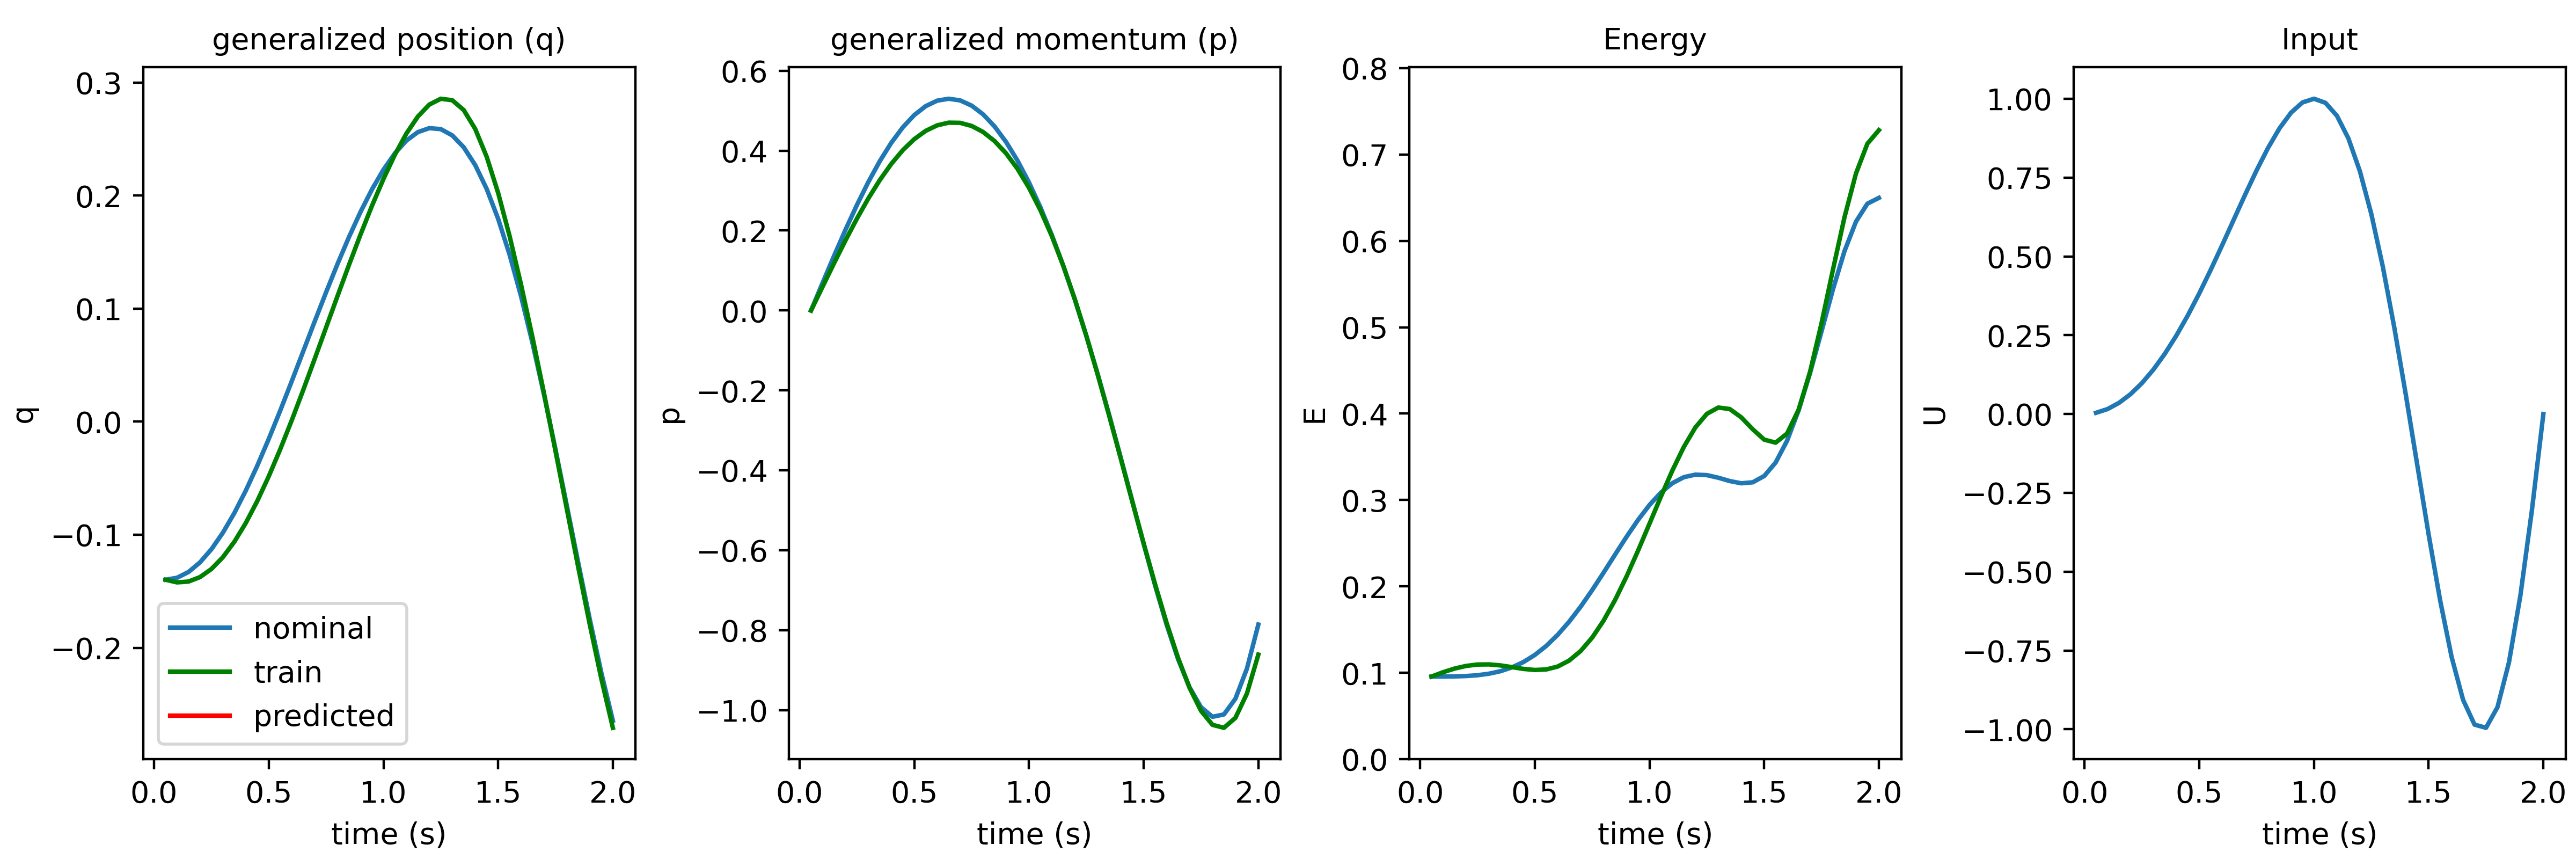 generalized position (q)
0.3
0.2
0.1
0.0
−0.1
−0.2
q
nominal
train
predicted
0.0 0.5 1.0 1.5 2.0
time (s)
generalized momentum (p)
0.6
0.4
0.2
0.0
−0.2
−0.4
−0.6
−0.8
−1.0
p
0.0 0.5 1.0 1.5 2.0
time (s)
Energy
0.8
0.7
0.6
0.5
0.4
0.3
0.2
0.1
0.0
E
0.0 0.5 1.0 1.5 2.0
time (s)
Input
1.00
0.75
0.50
0.25
0.00
−0.25
−0.50
−0.75
−1.00
U
0.0 0.5 1.0 1.5 2.0
time (s)